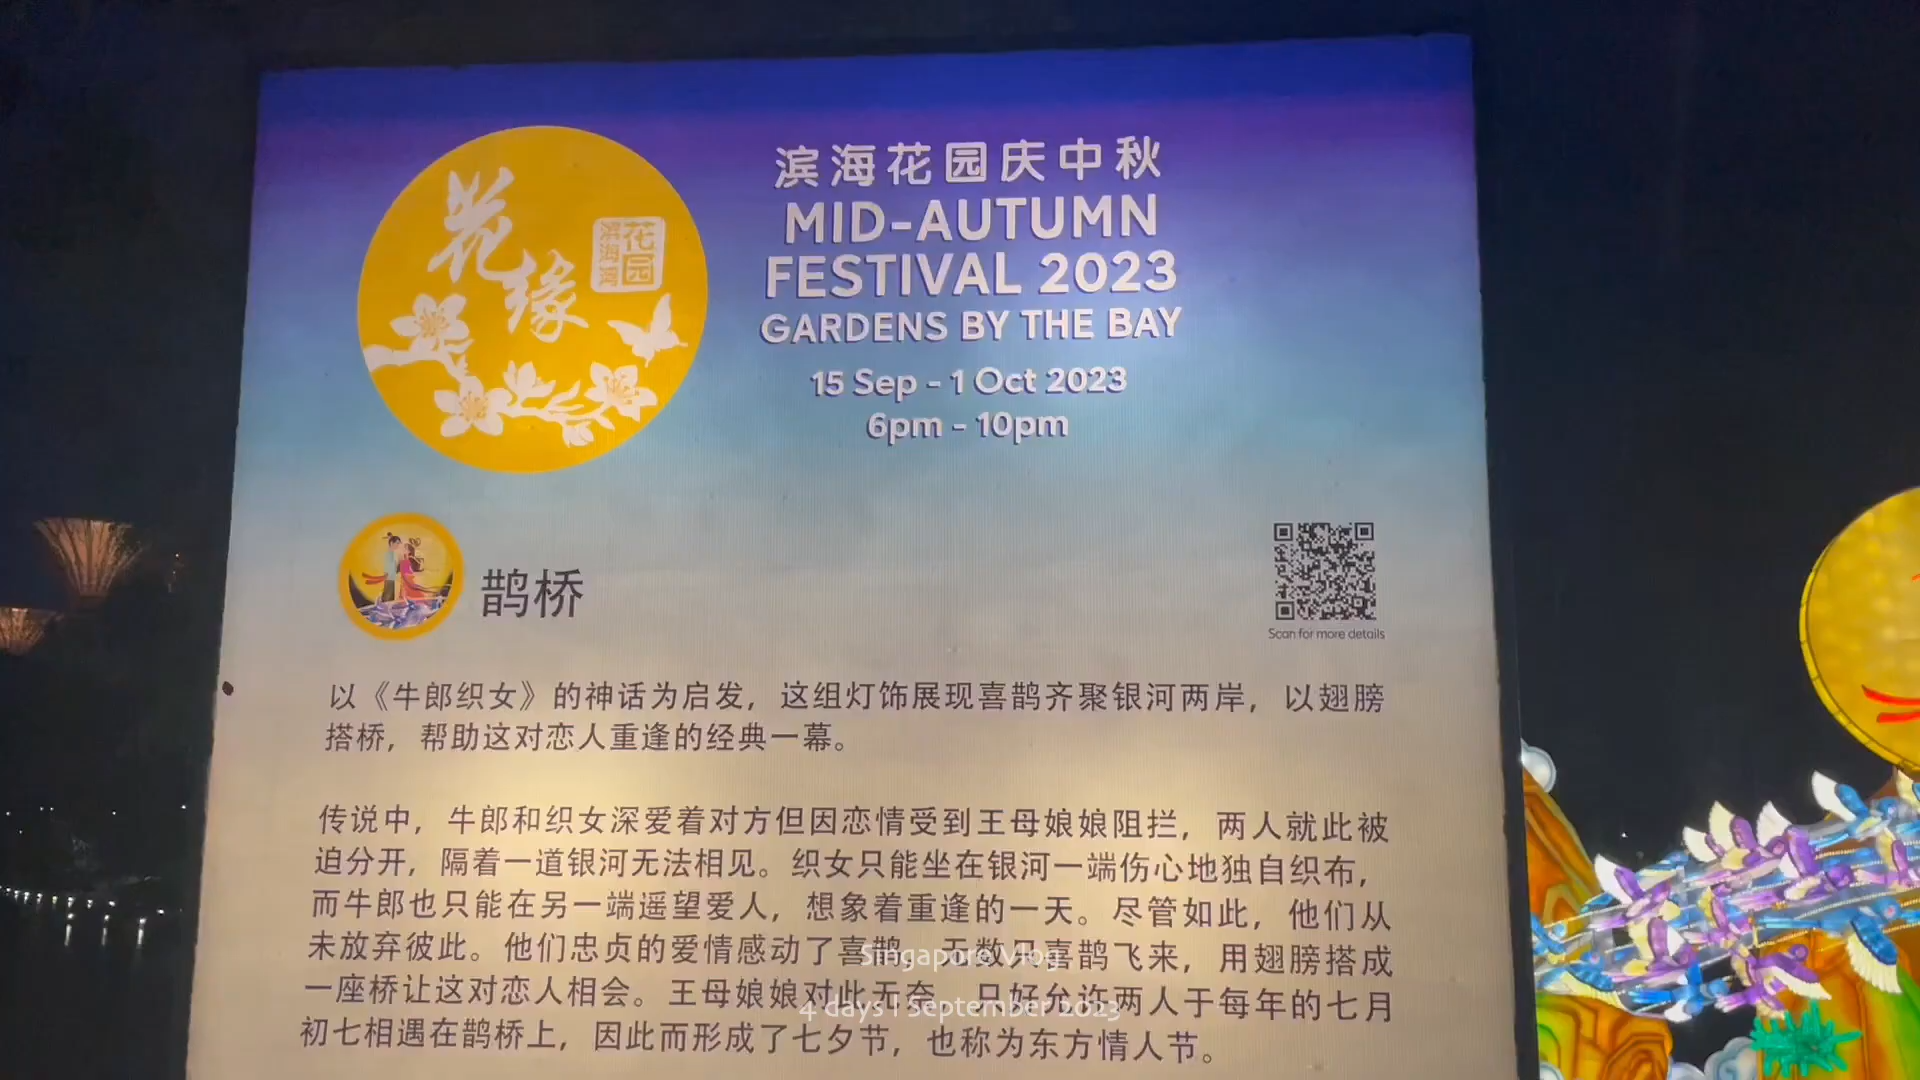 花缘
滨海湾
花园
滨海花园庆中秋
MID-AUTUMN
FESTIVAL 2023
GARDENS BY THE BAY
15 Sep - 1 Oct 2023
6pm - 10pm
鹊桥
Scan for more details
以《牛郎织女》的神话为启发，这组灯饰展现喜鹊齐聚银河两岸，以翅膀
搭桥，帮助这对恋人重逢的经典一幕。
传说中，牛郎和织女深爱着对方但因恋情受到王母娘娘阻拦，两人就此被
迫分开，隔着一道银河无法相见。织女只能坐在银河一端伤心地独自织布，
而牛郎也只能在另一端遥望爱人，想象着重逢的一天。尽管如此，他们从
未放弃彼此。他们忠贞的爱情感动了喜鹊。无数只喜鹊飞来，用翅膀搭成
一座桥让这对恋人相会。王母娘娘对此无奈，只好允许两人于每年的七月
初七相遇在鹊桥上，因此而形成了七夕节，也称为东方情人节。
Singapore Vlog
4 days | September 2023